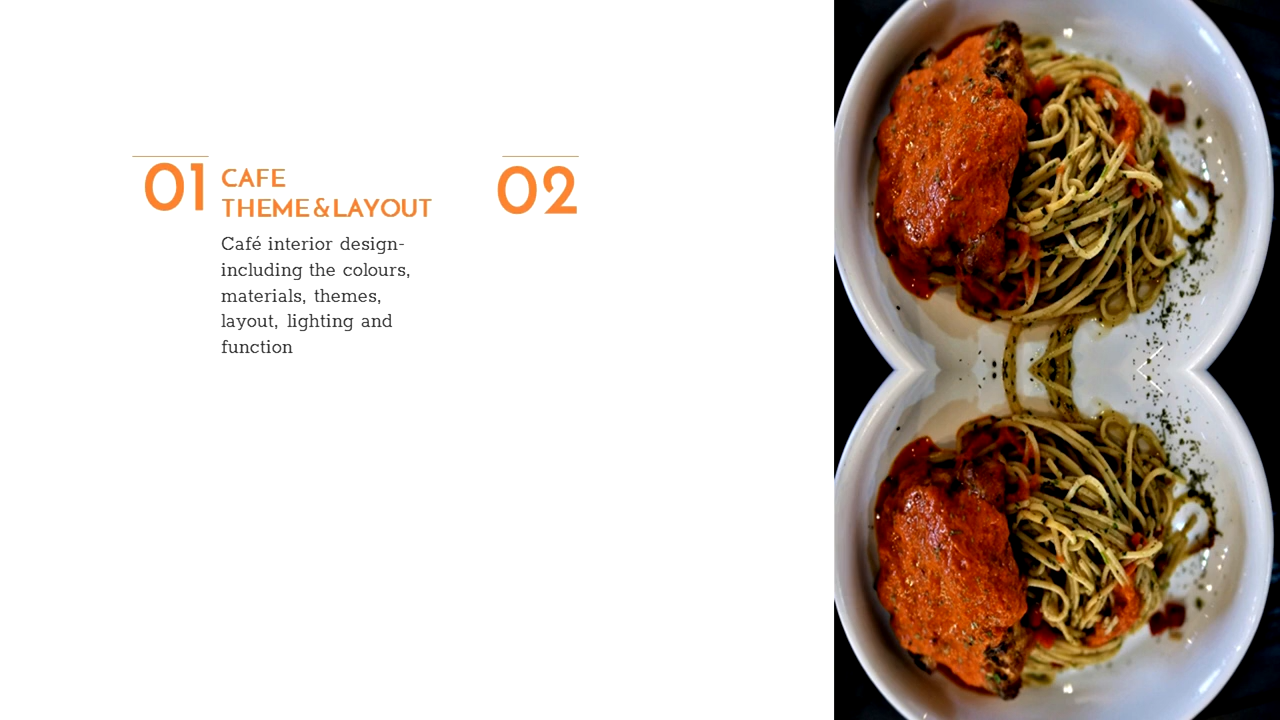 01
CAFE
THEME & LAYOUT
Café interior design-
including the colours,
materials, themes,
layout, lighting and
function
02